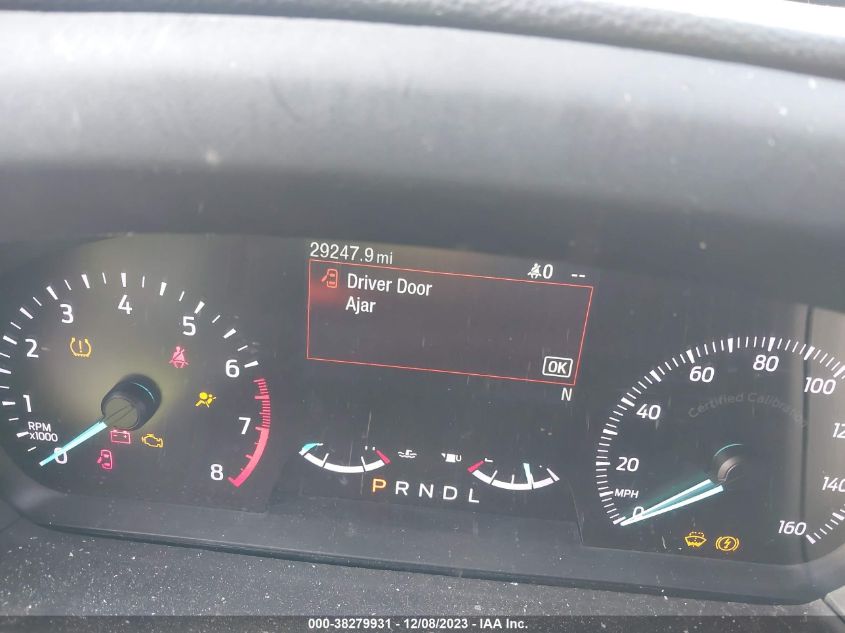 29247.9 mi
0 --
Driver Door
Ajar
OK
N
0 1 2 3 4 5 6 7 8
RPM
x1000
P R N D L
0 20 40 60 80 100 140 160
MPH
Certified Calibration
000-38279931 - 12/08/2023 - IAA Inc.